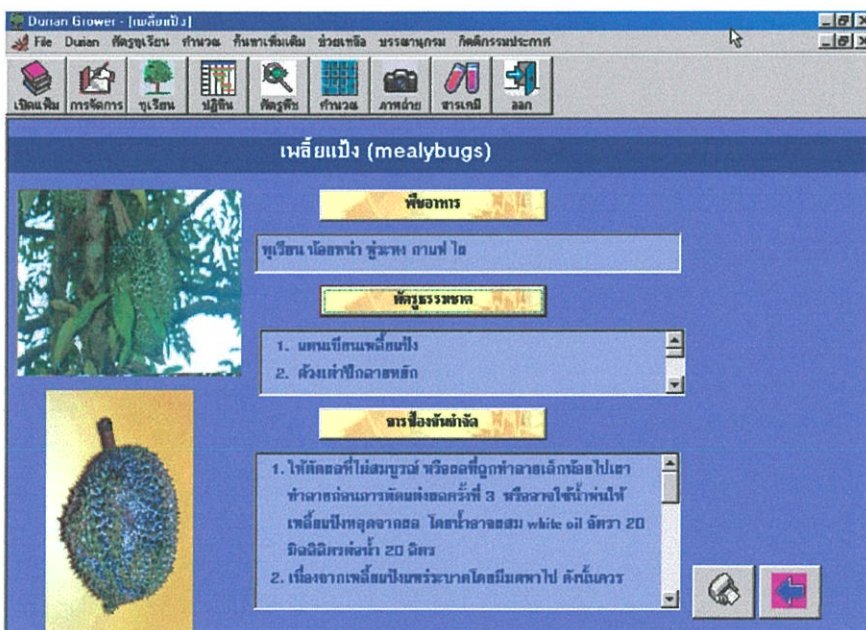 Durian Grower - [เพลี้ยแป้ง]
File Durian ศัตรูทุเรียน คำนวณ ค้นหาเพิ่มเติม ช่วยเหลือ บรรณานุกรม กิตติกรรมประกาศ
เปิดแฟ้ม การจัดการ ทุเรียน ปฏิทิน ศัตรูพืช คำนวณ ภาพถ่าย สารเคมี ออก
เพลี้ยแป้ง (mealybugs)
พืชอาหาร
ทุเรียน น้อยหน่า กาแฟ
ศัตรูธรรมชาติ
1. แตนเบียนเพลี้ยแป้ง
2. ด้วงเต่าปีกลายหยัก
การป้องกันกำจัด
1. ให้ตัดผลที่ไม่สมบูรณ์ หรือผลที่ถูกทำลายเล็กน้อยไปเผา
ทำลายก่อนการตัดแต่งผลครั้งที่ 3 หรืออาจใช้น้ำพ่นให้
เพลี้ยแป้งหลุดจากผล โดยน้ำอาจผสม white oil อัตรา 20
มิลลิลิตรต่อน้ำ 20 ลิตร
2. เนื่องจากเพลี้ยแป้งแพร่ระบาดโดยมีมดพาไป ดังนั้นควร